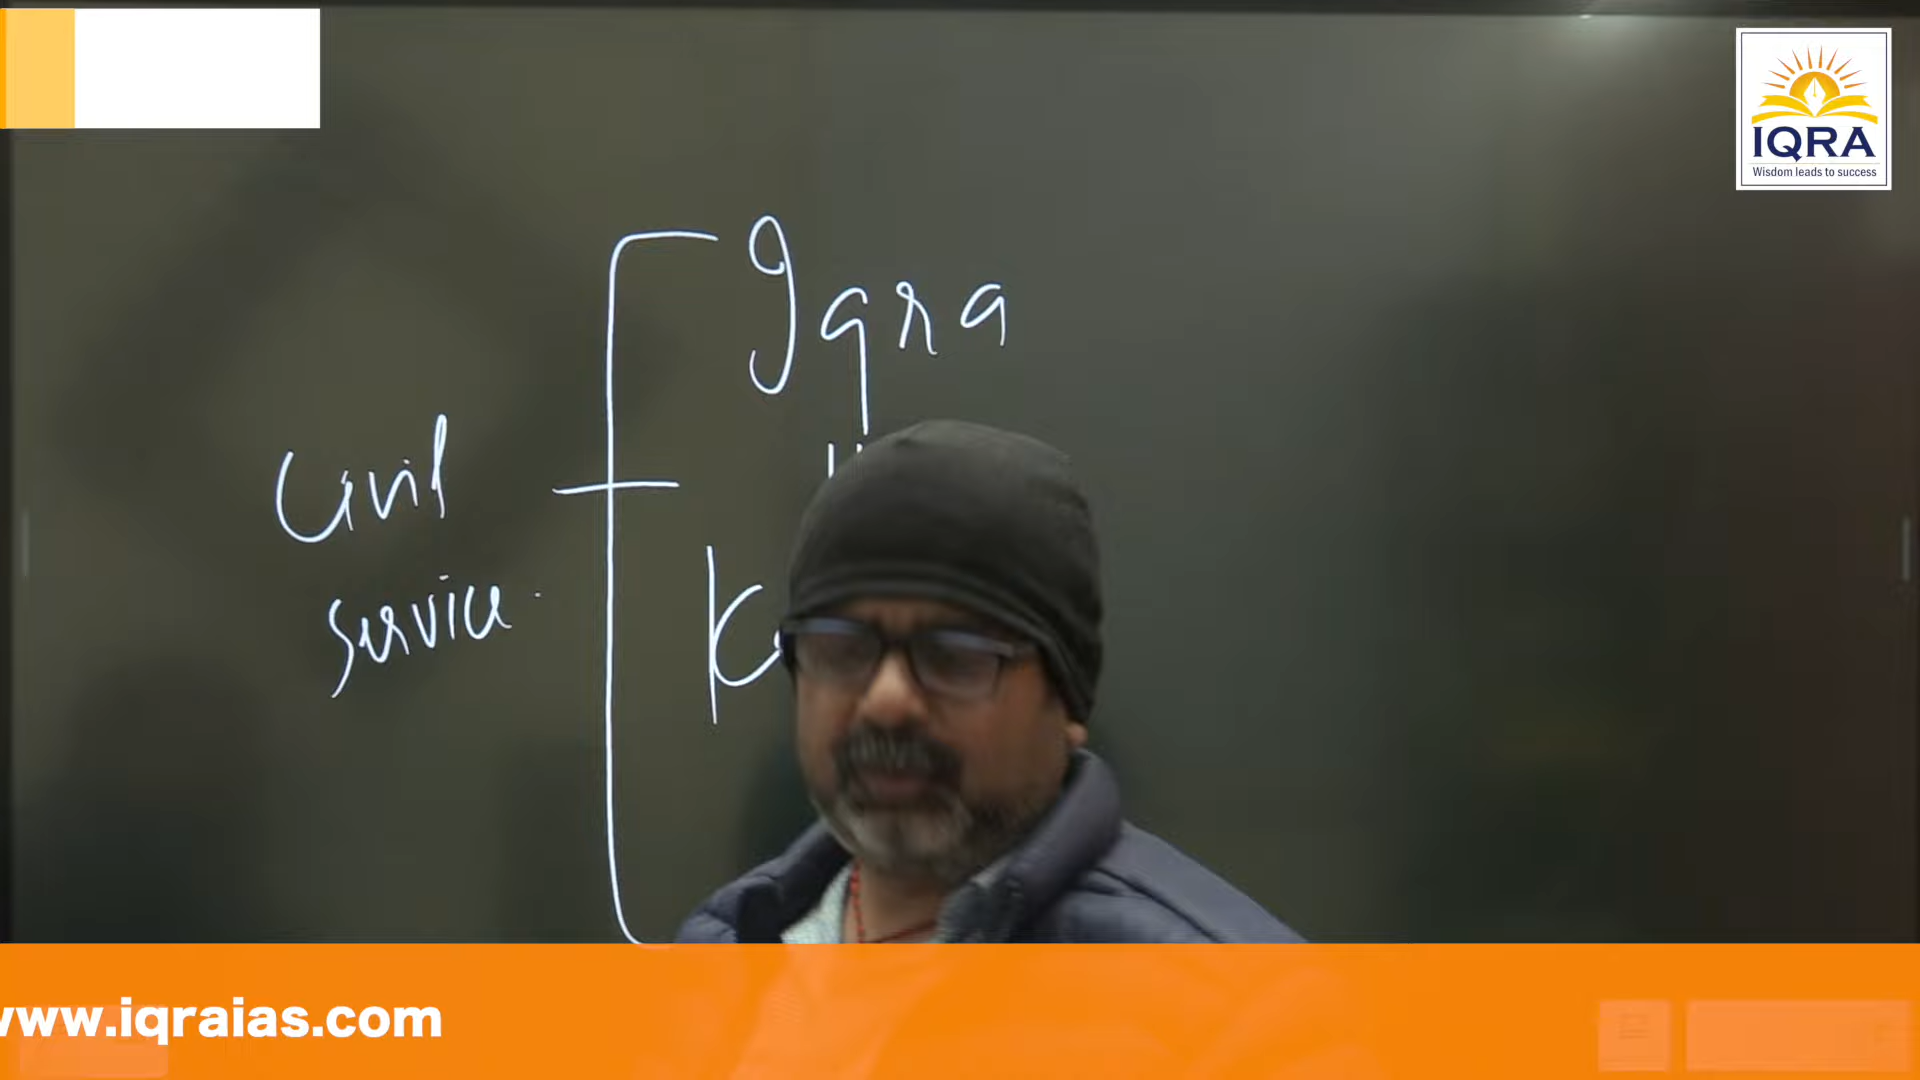 IQRA
Wisdom leads to success
Iqra
Civil
Service
www.iqraias.com